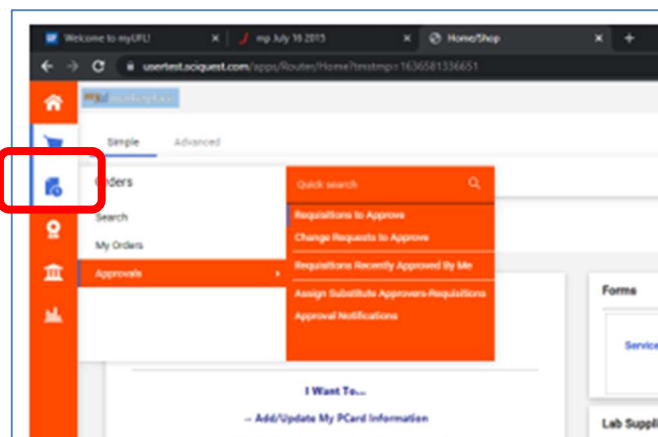 Welcome to myUFL!
mp July 16 2015
Home/Shop
usertest.sciquest.com/apps/Router/Home?tmstmp=1636581336651
Simple Advanced
Orders
Quick search
Search
My Orders
Approvals
Requisitions to Approve
Change Requests to Approve
Requisitions Recently Approved By Me
Assign Substitute Approvers-Requisitions
Approval Notifications
Forms
Service
I Want To...
– Add/Update My PCard Information
Lab Suppli